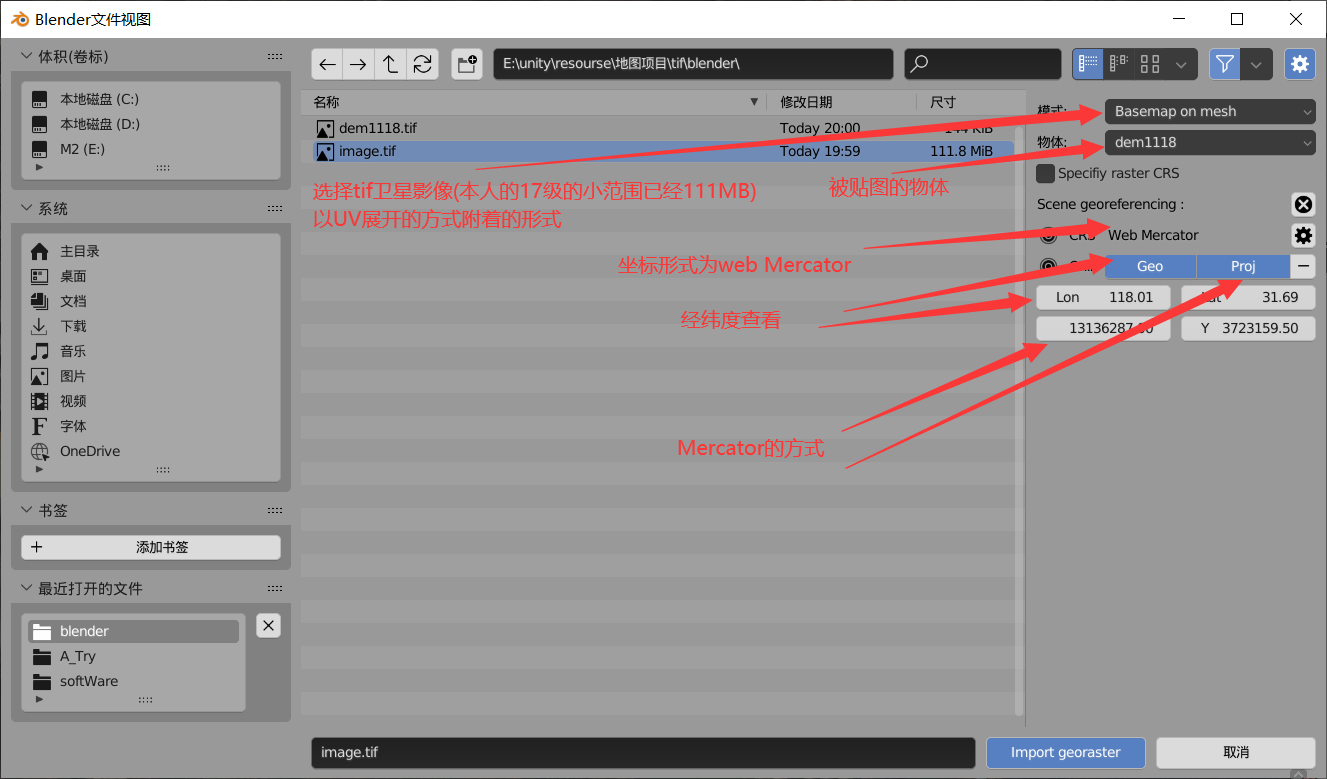 Blender文件视图
体积(卷标)
本地磁盘 (C:)
本地磁盘 (D:)
M2 (E:)
系统
主目录
桌面
文档
下载
音乐
图片
视频
字体
OneDrive
书签
添加书签
最近打开的文件
blender
A_Try
softWare
E:\unity\resourse\地图项目\tif\blender\
名称 修改日期 尺寸
dem1118.tif Today 20:00 144 KiB
image.tif Today 19:59 111.8 MiB
选择tif卫星影像(本人的17级的小范围已经111MB)
以UV展开的方式附着的形式
被贴图的物体
坐标形式为web Mercator
经纬度查看
Mercator的方式
模式: Basemap on mesh
物体: dem1118
Specifiy raster CRS
Scene georeferencing :
CRS Web Mercator
Geo Proj
Lon 118.01 Lat 31.69
13136287.00 Y 3723159.50
image.tif
Import georaster 取消